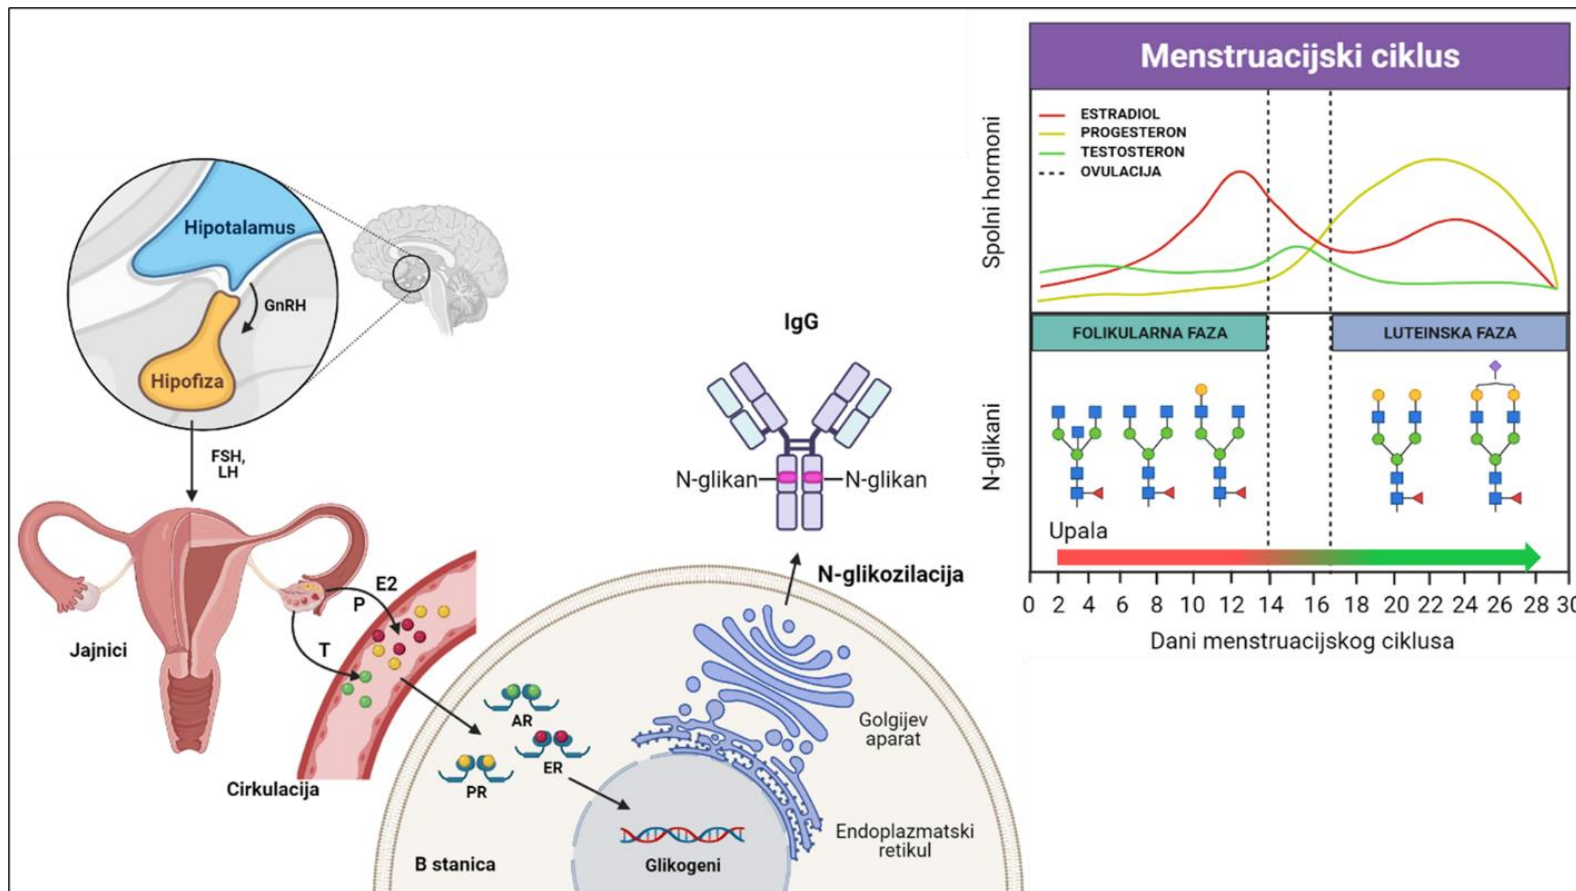 Hipotalamus
GnRH
Hipofiza
FSH,
LH
Jajnici
E2
P
T
Cirkulacija
AR
ER
PR
B stanica
Glikogeni
Golgijev
aparat
Endoplazmatski
retikul
N-glikozilacija
IgG
N-glikan
N-glikan
Menstruacijski ciklus
Spolni hormoni
ESTRADIOL
PROGESTERON
TESTOSTERON
OVULACIJA
FOLIKULARNA FAZA
LUTEINSKA FAZA
N-glikani
Upala
0 2 4 6 8 10 12 14 16 18 20 22 24 26 28 30
Dani menstruacijskog ciklusa